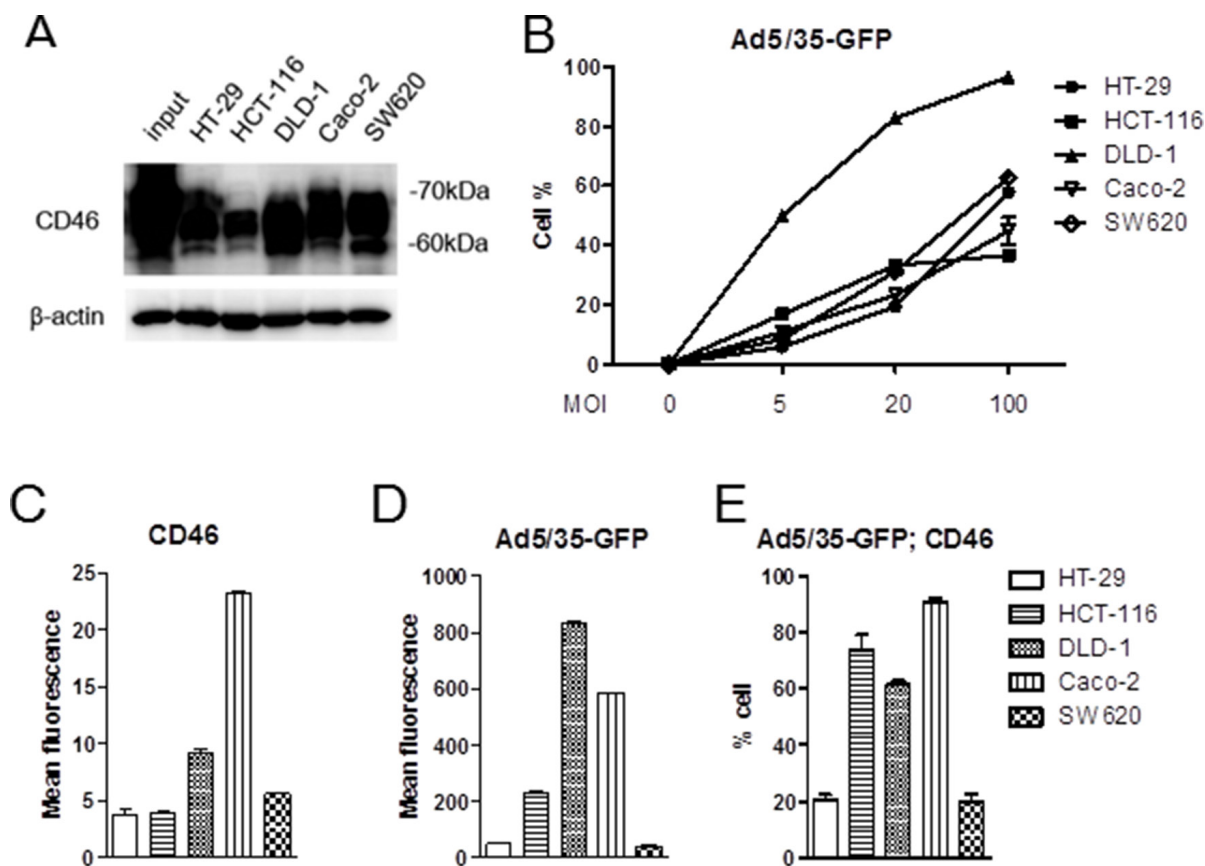 A
input HT-29 HCT-116 DLD-1 Caco-2 SW620
CD46
-70kDa
-60kDa
β-actin
B
Ad5/35-GFP
Cell %
100
80
60
40
20
0
MOI 0 5 20 100
HT-29
HCT-116
DLD-1
Caco-2
SW620
C
CD46
Mean fluorescence
25
20
15
10
5
0
D
Ad5/35-GFP
Mean fluorescence
1000
800
600
400
200
0
E
Ad5/35-GFP; CD46
% cell
100
80
60
40
20
0
HT-29
HCT-116
DLD-1
Caco-2
SW620